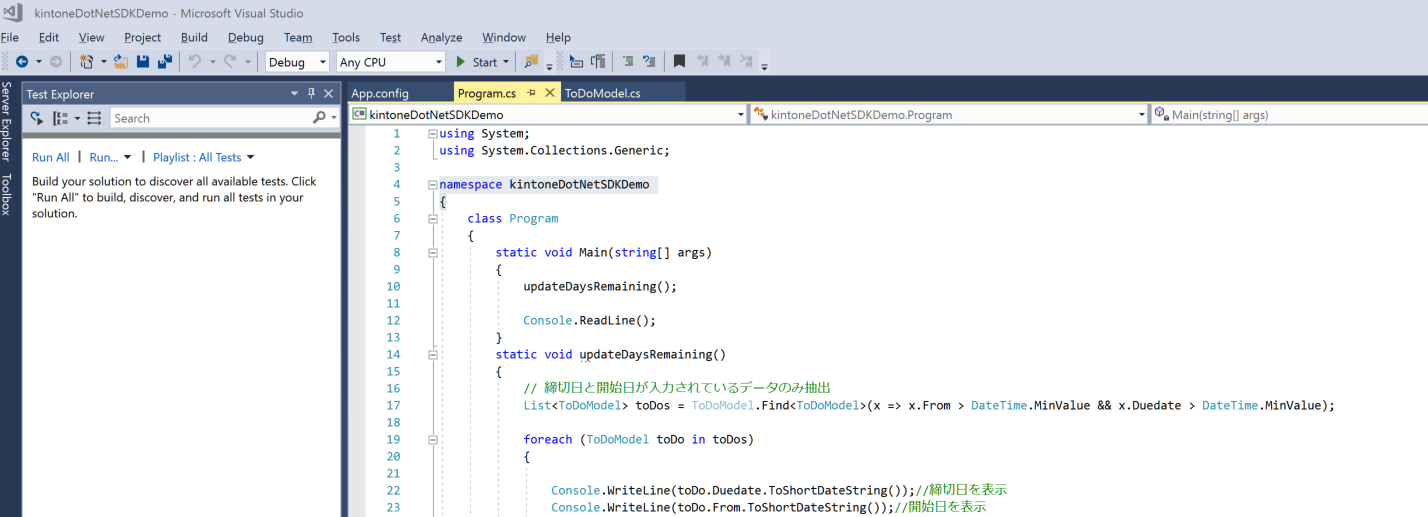 kintoneDotNetSDKDemo - Microsoft Visual Studio
File Edit View Project Build Debug Team Tools Test Analyze Window Help
Debug Any CPU Start
Server Explorer
Toolbox
Test Explorer
Search
Run All | Run... | Playlist : All Tests
Build your solution to discover all available tests. Click
"Run All" to build, discover, and run all tests in your
solution.
App.config Program.cs ToDoModel.cs
kintoneDotNetSDKDemo kintoneDotNetSDKDemo.Program Main(string[] args)
1 using System;
2 using System.Collections.Generic;
3
4 namespace kintoneDotNetSDKDemo
5 {
6 class Program
7 {
8 static void Main(string[] args)
9 {
10 updateDaysRemaining();
11
12 Console.ReadLine();
13 }
14 static void updateDaysRemaining()
15 {
16 // 締切日と開始日が入力されているデータのみ抽出
17 List<ToDoModel> toDos = ToDoModel.Find<ToDoModel>(x => x.From > DateTime.MinValue && x.Duedate > DateTime.MinValue);
18
19 foreach (ToDoModel toDo in toDos)
20 {
21
22 Console.WriteLine(toDo.Duedate.ToShortDateString());//締切日を表示
23 Console.WriteLine(toDo.From.ToShortDateString());//開始日を表示